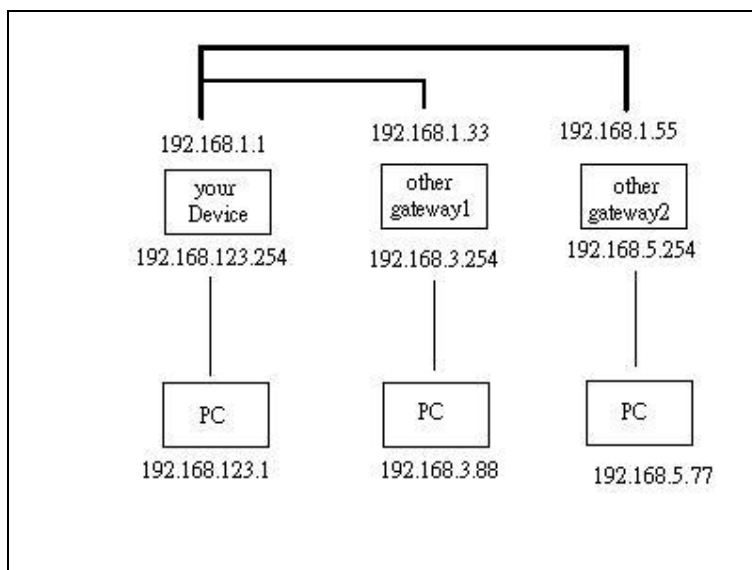 192.168.1.1
192.168.1.33
192.168.1.55
your
Device
other
gateway1
other
gateway2
192.168.123.254
192.168.3.254
192.168.5.254
PC
PC
PC
192.168.123.1
192.168.3.88
192.168.5.77